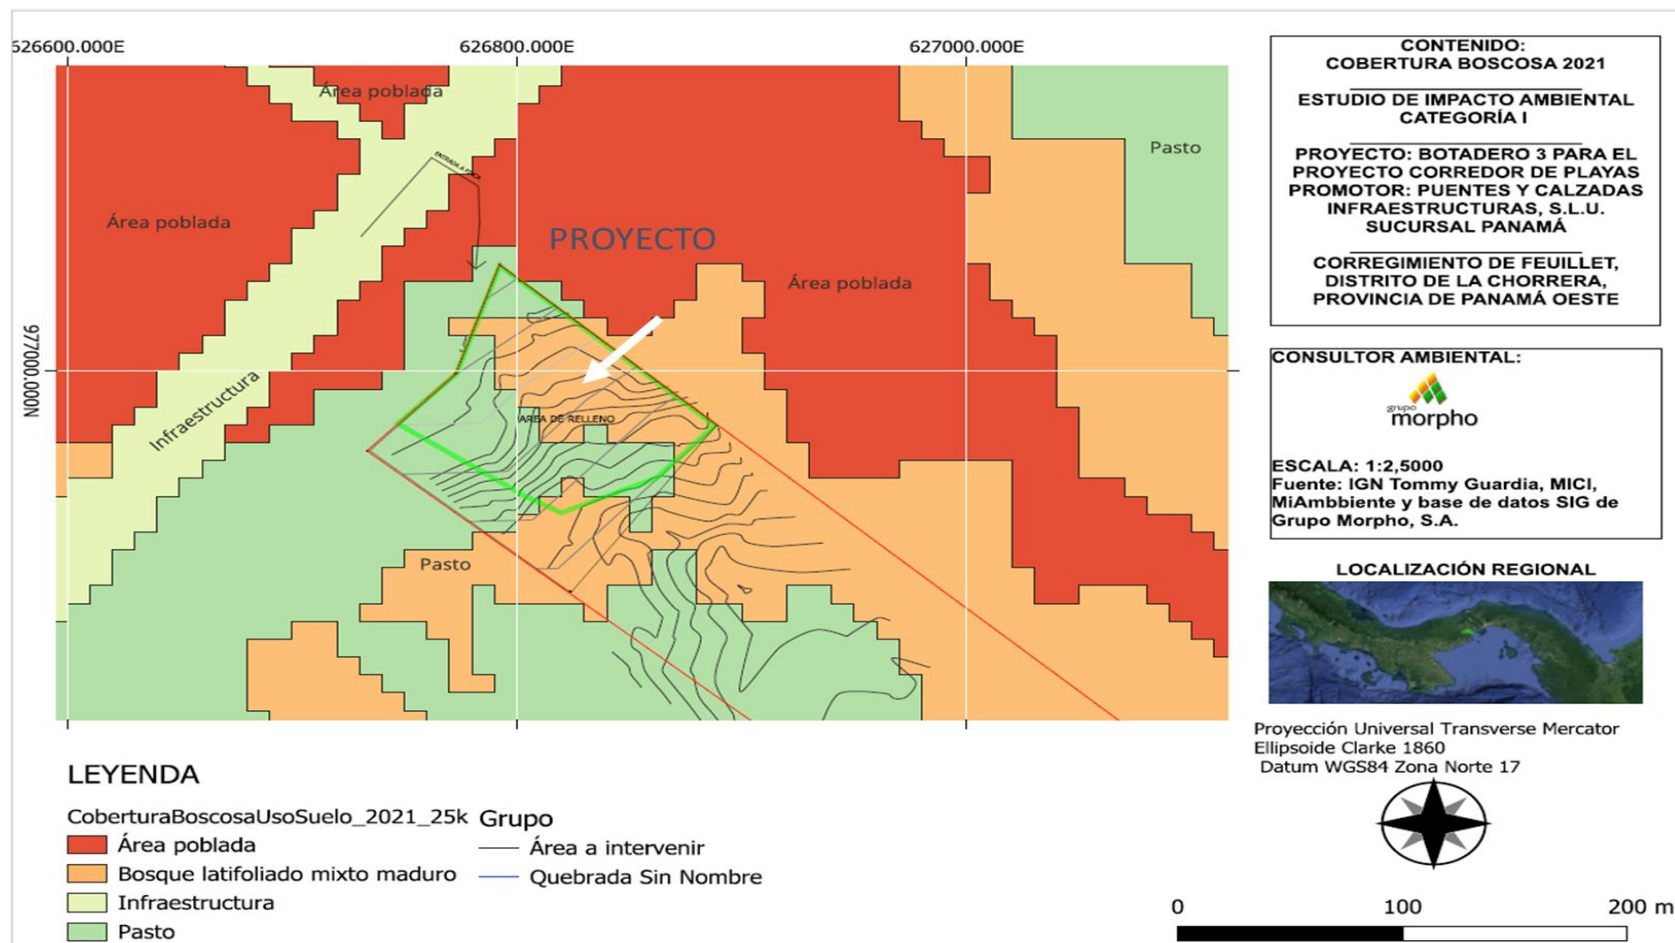 626600.000E
626800.000E
627000.000E
977000.000N
Área poblada
Área poblada
Pasto
ENTRADA A FINCA
PROYECTO
Área poblada
Infraestructura
AREA DE RELLENO
Pasto
LEYENDA
CoberturaBoscosaUsoSuelo_2021_25k
Área poblada
Bosque latifoliado mixto maduro
Infraestructura
Pasto
Grupo
Área a intervenir
Quebrada Sin Nombre
CONTENIDO:
COBERTURA BOSCOSA 2021
ESTUDIO DE IMPACTO AMBIENTAL
CATEGORÍA I
PROYECTO: BOTADERO 3 PARA EL
PROYECTO CORREDOR DE PLAYAS
PROMOTOR: PUENTES Y CALZADAS
INFRAESTRUCTURAS, S.L.U.
SUCURSAL PANAMÁ
CORREGIMIENTO DE FEUILLET,
DISTRITO DE LA CHORRERA,
PROVINCIA DE PANAMÁ OESTE
CONSULTOR AMBIENTAL:
grupo
morpho
ESCALA: 1:2,5000
Fuente: IGN Tommy Guardia, MICI,
MiAmbbiente y base de datos SIG de
Grupo Morpho, S.A.
LOCALIZACIÓN REGIONAL
Proyección Universal Transverse Mercator
Ellipsoide Clarke 1860
Datum WGS84 Zona Norte 17
0 100 200 m